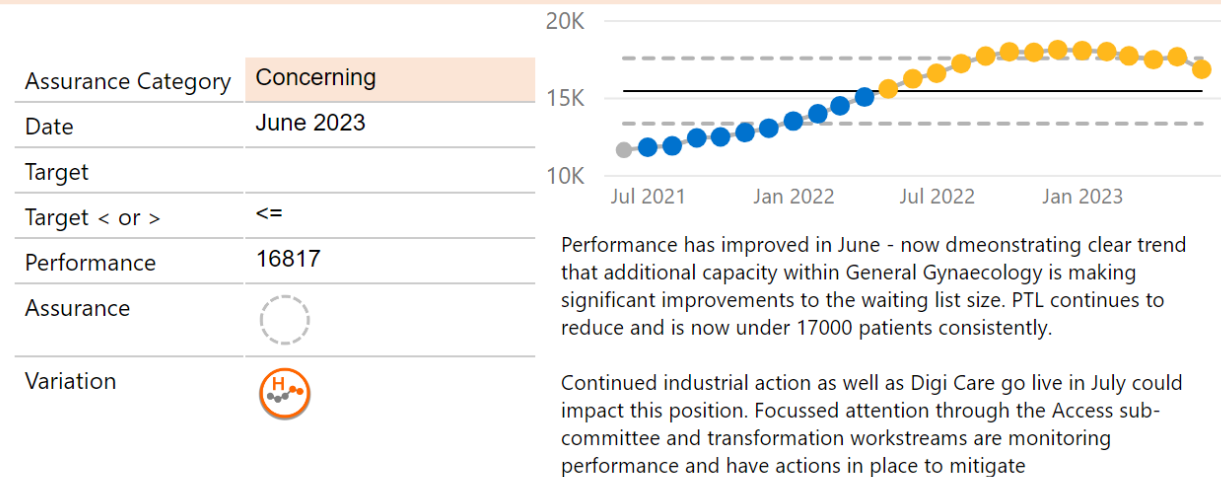 Assurance Category Concerning
Date June 2023
Target
Target < or > <=
Performance 16817
Assurance
Variation
H
20K
15K
10K
Jul 2021 Jan 2022 Jul 2022 Jan 2023
Performance has improved in June - now dmeonstrating clear trend
that additional capacity within General Gynaecology is making
significant improvements to the waiting list size. PTL continues to
reduce and is now under 17000 patients consistently.
Continued industrial action as well as Digi Care go live in July could
impact this position. Focussed attention through the Access sub-
committee and transformation workstreams are monitoring
performance and have actions in place to mitigate